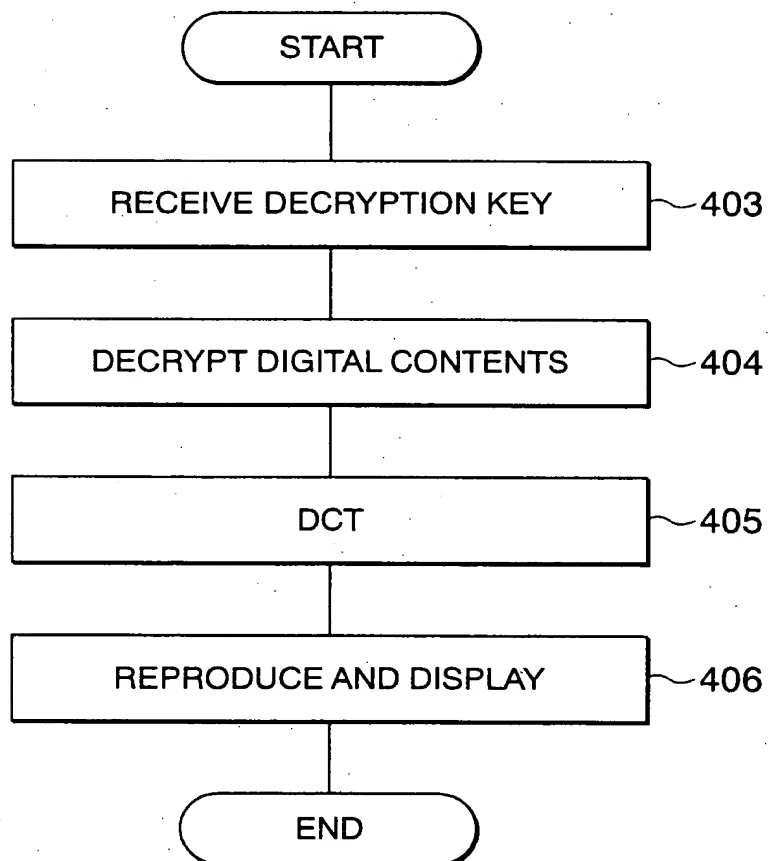 START
RECEIVE DECRYPTION KEY 403
DECRYPT DIGITAL CONTENTS 404
DCT 405
REPRODUCE AND DISPLAY 406
END